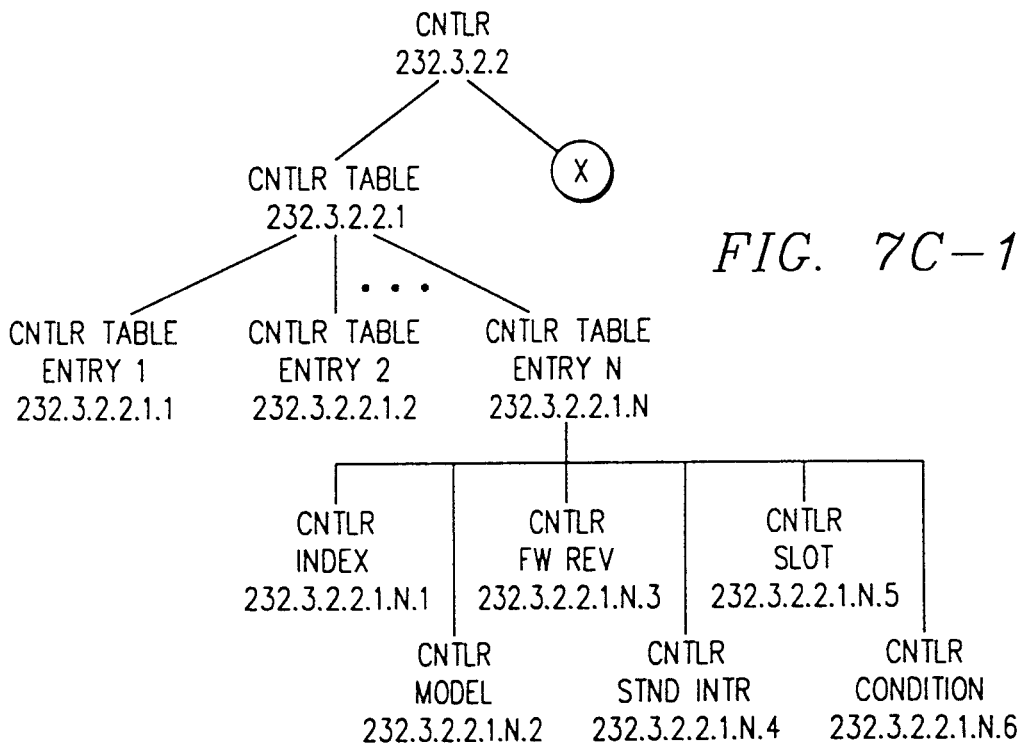 CNTLR
232.3.2.2
X
CNTLR TABLE
232.3.2.2.1
FIG. 7C-1
• • •
CNTLR TABLE
ENTRY 1
232.3.2.2.1.1
CNTLR TABLE
ENTRY 2
232.3.2.2.1.2
CNTLR TABLE
ENTRY N
232.3.2.2.1.N
CNTLR
INDEX
232.3.2.2.1.N.1
CNTLR
FW REV
232.3.2.2.1.N.3
CNTLR
SLOT
232.3.2.2.1.N.5
CNTLR
MODEL
232.3.2.2.1.N.2
CNTLR
STND INTR
232.3.2.2.1.N.4
CNTLR
CONDITION
232.3.2.2.1.N.6